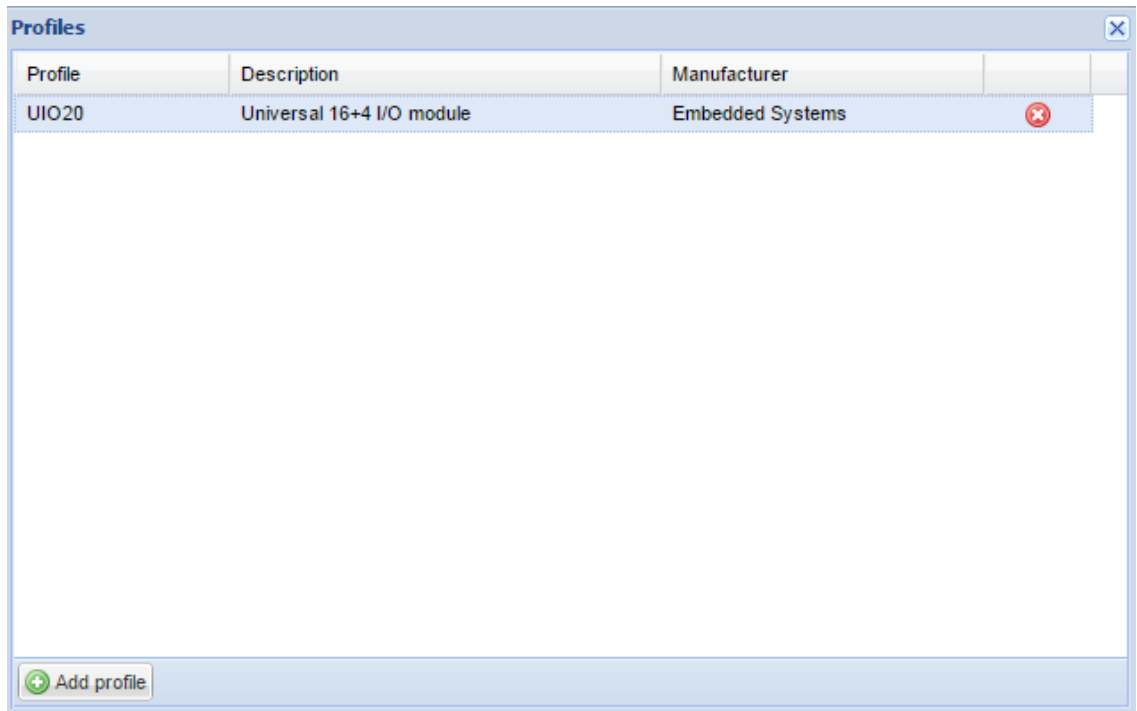 Profiles
Profile Description Manufacturer
UIO20 Universal 16+4 I/O module Embedded Systems
Add profile